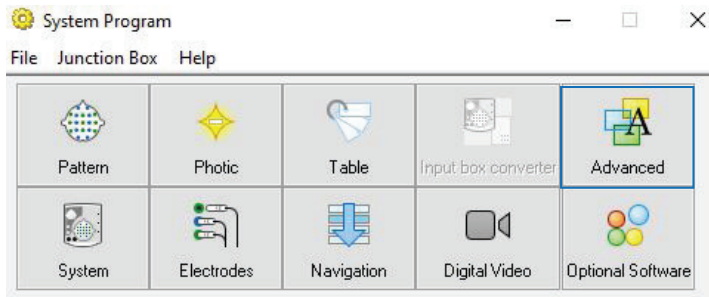 System Program
File Junction Box Help
Pattern Photic Table Input box converter Advanced
System Electrodes Navigation Digital Video Optional Software